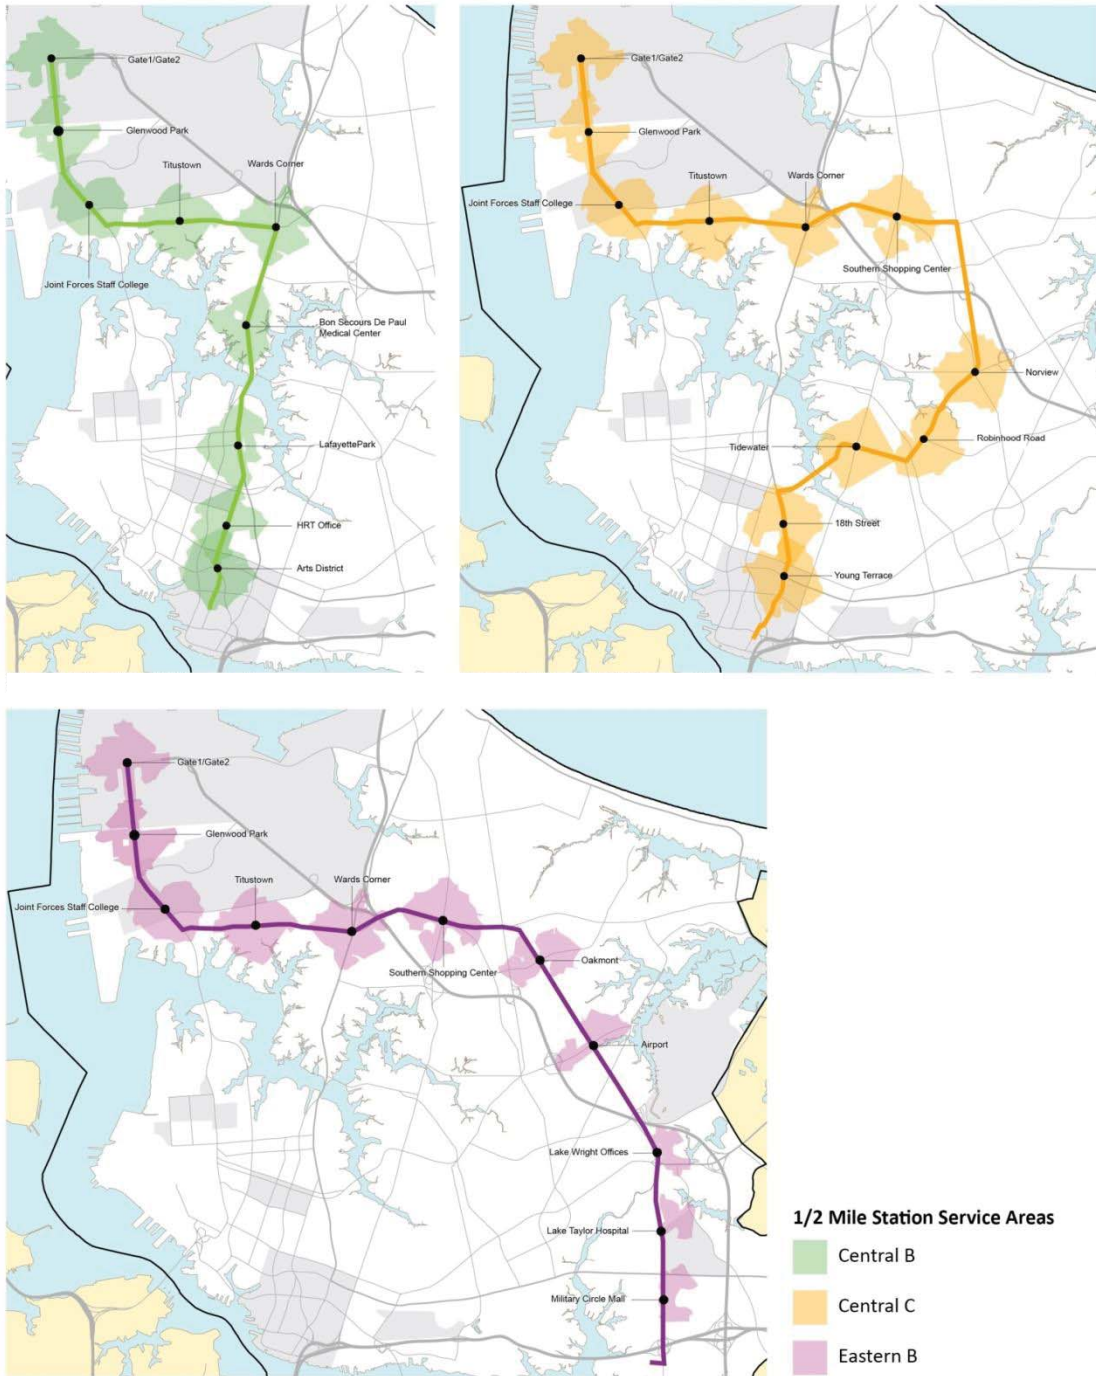 Gate1/Gate2
Glenwood Park
Titustown
Wards Corner
Joint Forces Staff College
Bon Secours De Paul
Medical Center
LafayettePark
HRT Office
Arts District
Gate1/Gate2
Glenwood Park
Titustown
Wards Corner
Joint Forces Staff College
Southern Shopping Center
Norview
Robinhood Road
Tidewater
18th Street
Young Terrace
Gate1/Gate2
Glenwood Park
Titustown
Wards Corner
Joint Forces Staff College
Southern Shopping Center
Oakmont
Airport
Lake Wright Offices
Lake Taylor Hospital
Military Circle Mall
1/2 Mile Station Service Areas
Central B
Central C
Eastern B